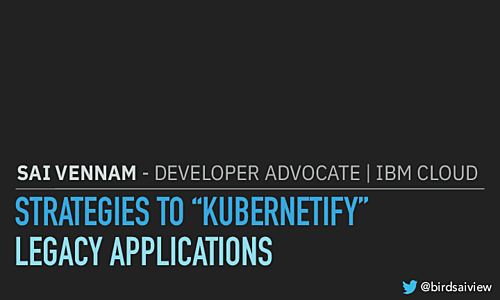 SAI VENNAM - DEVELOPER ADVOCATE | IBM CLOUD
STRATEGIES TO “KUBERNETIFY”
LEGACY APPLICATIONS
@birdsaiview